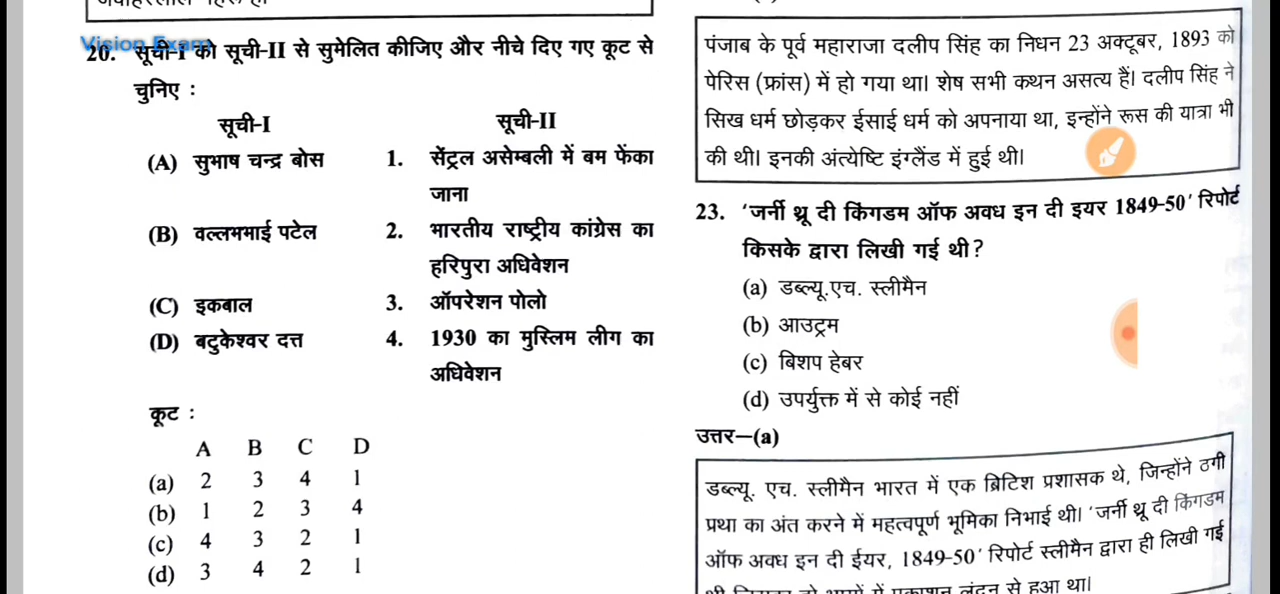 Vision Exam
20. सूची-I को सूची-II से सुमेलित कीजिए और नीचे दिए गए कूट से
चुनिए :
सूची-I सूची-II
(A) सुभाष चन्द्र बोस 1. सेंट्रल असेम्बली में बम फेंका
जाना
(B) वल्लभभाई पटेल 2. भारतीय राष्ट्रीय कांग्रेस का
हरिपुरा अधिवेशन
(C) इकबाल 3. ऑपरेशन पोलो
(D) बटुकेश्वर दत्त 4. 1930 का मुस्लिम लीग का
अधिवेशन
कूट :
A B C D
(a) 2 3 4 1
(b) 1 2 3 4
(c) 4 3 2 1
(d) 3 4 2 1
पंजाब के पूर्व महाराजा दलीप सिंह का निधन 23 अक्टूबर, 1893 को
पेरिस (फ्रांस) में हो गया था। शेष सभी कथन असत्य हैं। दलीप सिंह ने
सिख धर्म छोड़कर ईसाई धर्म को अपनाया था, इन्होंने रूस की यात्रा भी
की थी। इनकी अंत्येष्टि इंग्लैंड में हुई थी।
23. ‘जर्नी थ्रू दी किंगडम ऑफ अवध इन दी इयर 1849-50’ रिपोर्ट
किसके द्वारा लिखी गई थी?
(a) डब्ल्यू.एच. स्लीमैन
(b) आउट्रम
(c) बिशप हेबर
(d) उपर्युक्त में से कोई नहीं
उत्तर—(a)
डब्ल्यू. एच. स्लीमैन भारत में एक ब्रिटिश प्रशासक थे, जिन्होंने ठगी
प्रथा का अंत करने में महत्वपूर्ण भूमिका निभाई थी। ‘जर्नी थ्रू दी किंगडम
ऑफ अवध इन दी ईयर, 1849-50’ रिपोर्ट स्लीमैन द्वारा ही लिखी गई
लंदन से हुआ था।